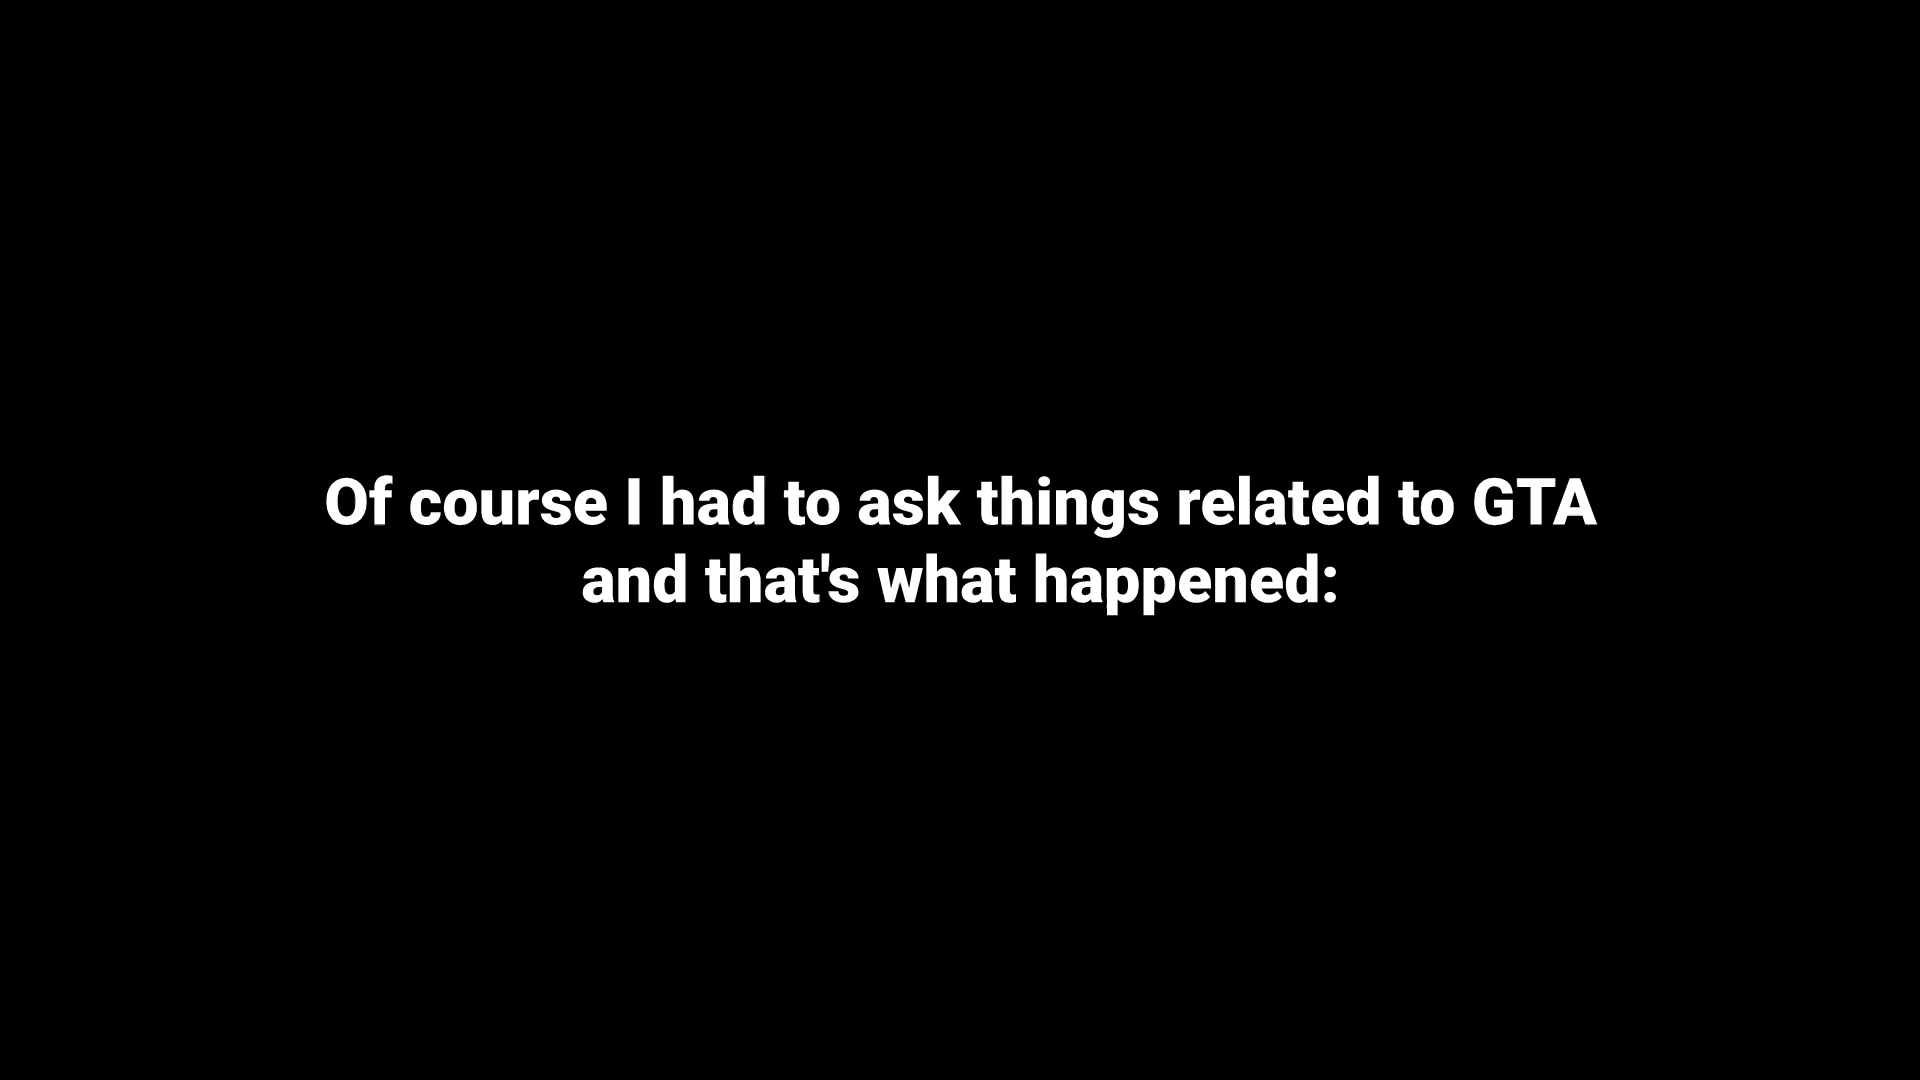 Of course I had to ask things related to GTA
and that's what happened: